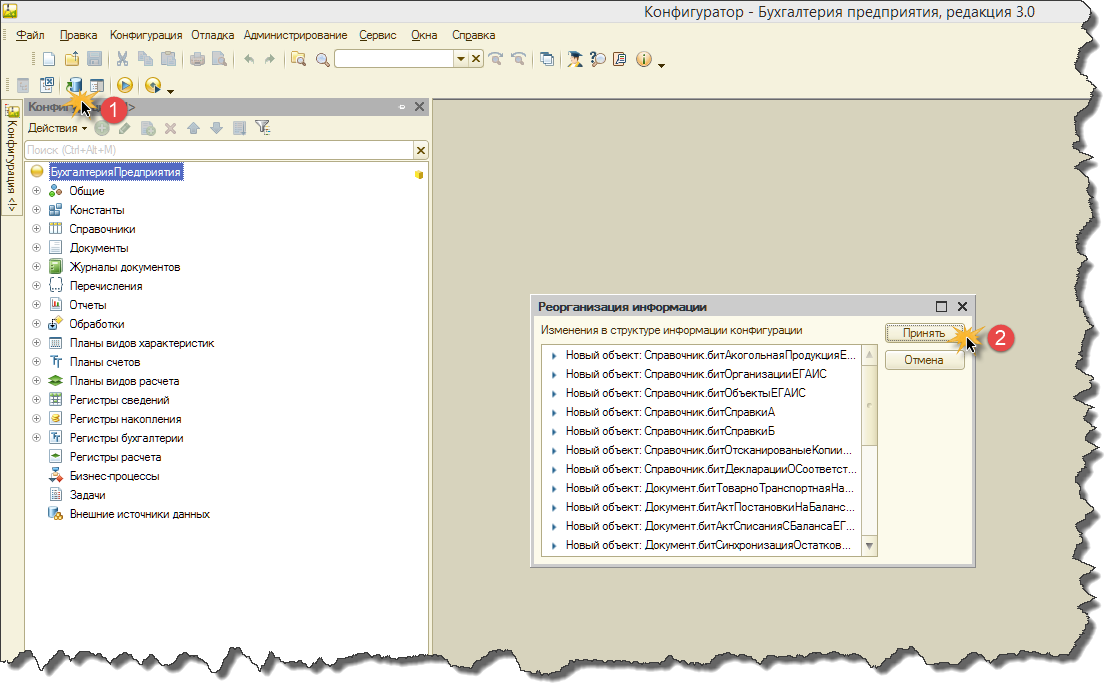 Конфигуратор - Бухгалтерия предприятия, редакция 3.0
Файл Правка Конфигурация Отладка Администрирование Сервис Окна Справка
1
Действия
Поиск (Ctrl+Alt+M)
Конфигурация <!>
БухгалтерияПредприятия
Общие
Константы
Справочники
Документы
Журналы документов
Перечисления
Отчеты
Обработки
Планы видов характеристик
Планы счетов
Планы видов расчета
Регистры сведений
Регистры накопления
Регистры бухгалтерии
Регистры расчета
Бизнес-процессы
Задачи
Внешние источники данных
Реорганизация информации
Изменения в структуре информации конфигурации
Принять
2
Отмена
Новый объект: Справочник.битАкогольнаяПродукцияЕ...
Новый объект: Справочник.битОрганизацииЕГАИС
Новый объект: Справочник.битОбъектыЕГАИС
Новый объект: Справочник.битСправкиА
Новый объект: Справочник.битСправкиБ
Новый объект: Справочник.битОтсканированыеКопии...
Новый объект: Справочник.битДекларацииОСоответст...
Новый объект: Документ.битТоварноТранспортнаяНа...
Новый объект: Документ.битАктПостановкиНаБаланс...
Новый объект: Документ.битАктСписанияСБалансаЕГ...
Новый объект: Документ.битСинхронизацияОстатков...